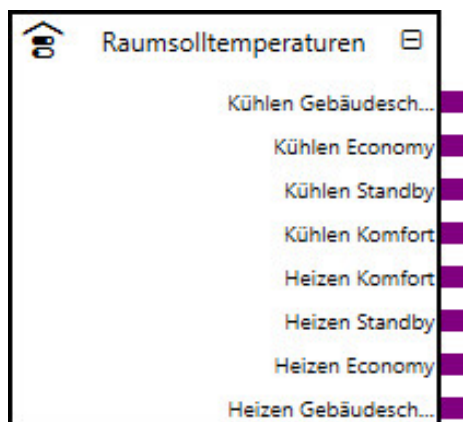 Raumsolltemperaturen
Kühlen Gebäudesch...
Kühlen Economy
Kühlen Standby
Kühlen Komfort
Heizen Komfort
Heizen Standby
Heizen Economy
Heizen Gebäudesch...